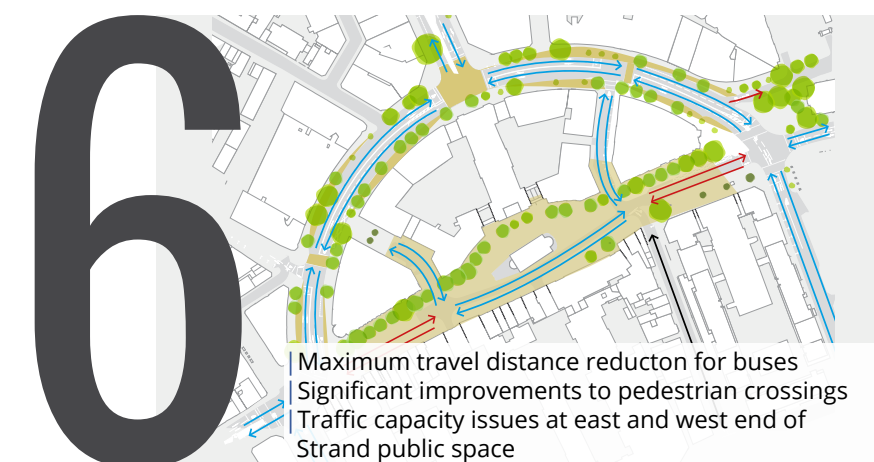 6
Maximum travel distance reducton for buses
Significant improvements to pedestrian crossings
Traffic capacity issues at east and west end of
Strand public space